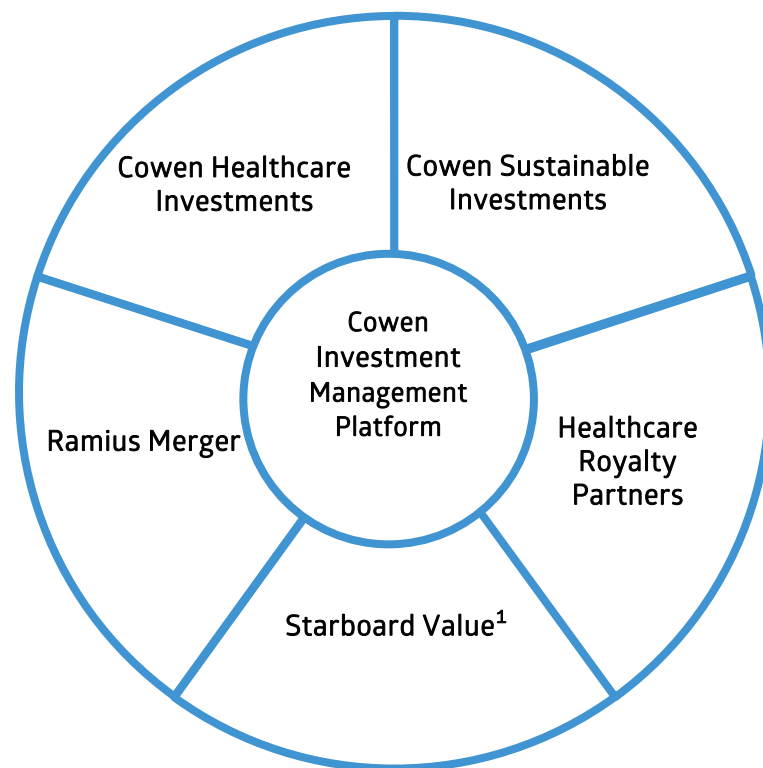 Cowen Healthcare
Investments
Cowen Sustainable
Investments
Cowen
Investment
Management
Platform
Ramius Merger
Healthcare
Royalty
Partners
Starboard Value¹